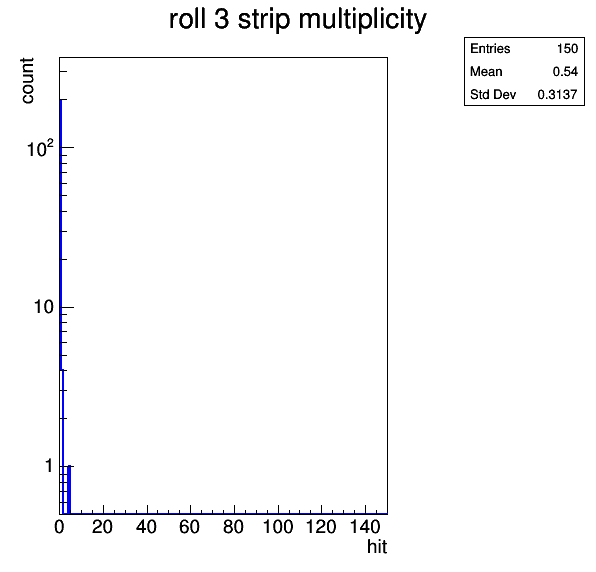 roll 3 strip multiplicity
Entries 150
Mean 0.54
Std Dev 0.3137
count
10²
10
1
0 20 40 60 80 100 120 140
hit